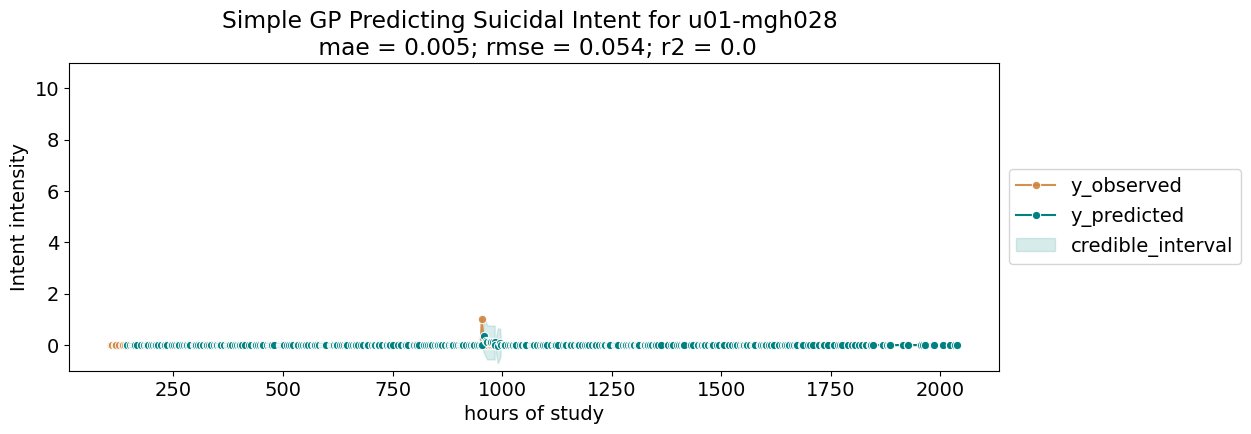 Simple GP Predicting Suicidal Intent for u01-mgh028
mae = 0.005; rmse = 0.054; r2 = 0.0
Intent intensity
10
8
6
4
2
0
250
500
750
1000
1250
1500
1750
2000
hours of study
y_observed
y_predicted
credible_interval